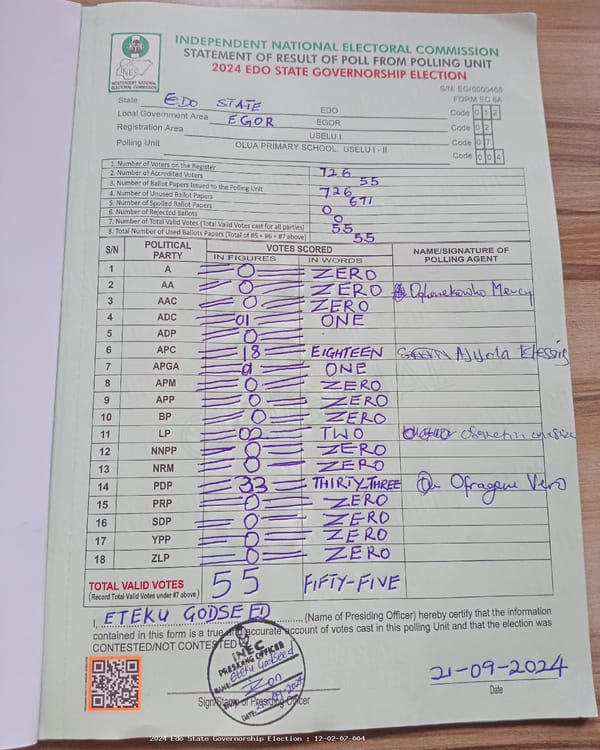 INDEPENDENT NATIONAL ELECTORAL COMMISSION
STATEMENT OF RESULT OF POLL FROM POLLING UNIT
2024 EDO STATE GOVERNORSHIP ELECTION
INEC
INDEPENDENT NATIONAL
ELECTORAL COMMISSION
S/N EG/0000468
FORM EC 8A
State EDO STATE EDO Code 0 1 2
Local Government Area EGOR EGOR Code 0 2
Registration Area USELU I Code 0 7
Polling Unit OLUA PRIMARY SCHOOL. USELU I - II Code 0 0 4
1. Number of Voters on the Register 726
2. Number of Accredited Voters 55
3. Number of Ballot Papers Issued to the Polling Unit 726
4. Number of Unused Ballot Papers 671
5. Number of Spoiled Ballot Papers 0
6. Number of Rejected Ballots 0
7. Number of Total Valid Votes (Total Valid Votes cast for all parties) 55
8. Total Number of Used Ballots Papers (Total of #5 + #6 + #7 above) 55
S/N POLITICAL PARTY VOTES SCORED NAME/SIGNATURE OF POLLING AGENT
IN FIGURES IN WORDS
1 A 0 ZERO
2 AA 0 ZERO Mercy
3 AAC 0 ZERO
4 ADC 01 ONE
5 ADP 0
6 APC 18 EIGHTEEN
7 APGA 01 ONE
8 APM 0 ZERO
9 APP 0 ZERO
10 BP 0 ZERO
11 LP 02 TWO
12 NNPP 0 ZERO
13 NRM 0 ZERO
14 PDP 33 THIRTY-THREE Vero
15 PRP 0 ZERO
16 SDP 0 ZERO
17 YPP 0 ZERO
18 ZLP 0 ZERO
TOTAL VALID VOTES 55 FIFTY-FIVE
(Record Total Valid Votes under #7 above)
I, ETEKU GODSEED (Name of Presiding Officer) hereby certify that the information
contained in this form is a true and accurate account of votes cast in this polling Unit and that the election was
CONTESTED/NOT CONTESTED
INEC
PRESIDING OFFICER
NAME: Eteku Godseed
DATE: 21-09-2024
Sign/Stamp of Presiding Officer
21-09-2024
Date
2024 Edo State Governorship Election : 12-02-07-004